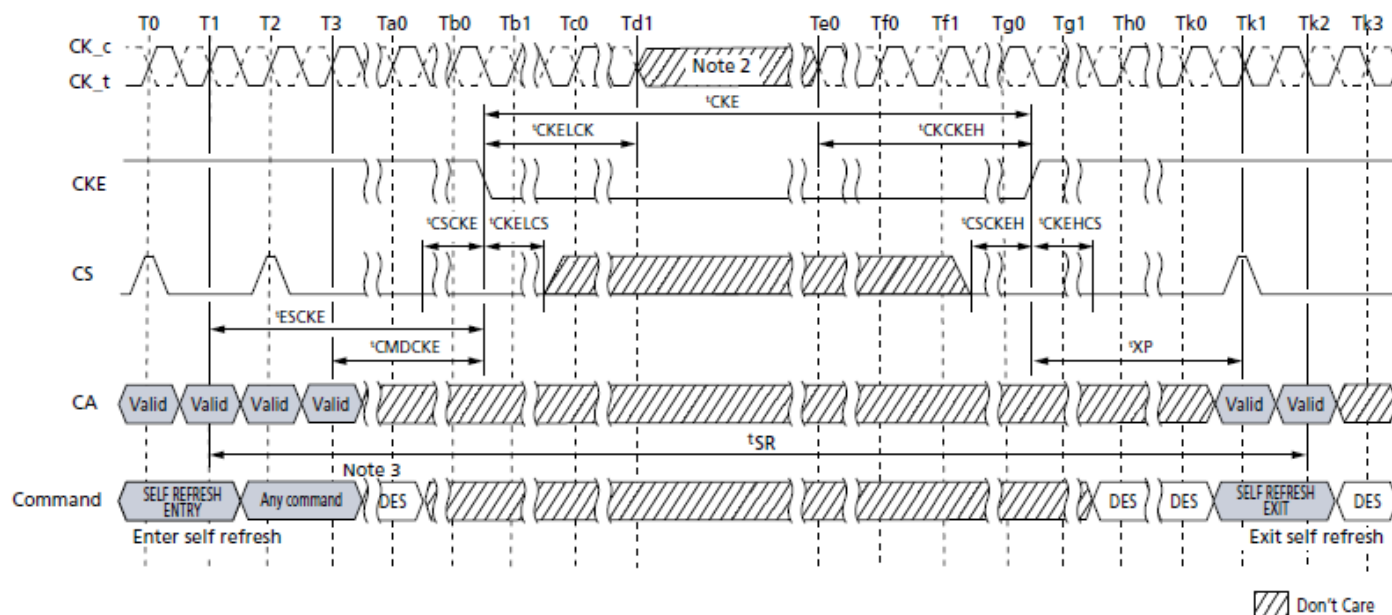 T0 T1 T2 T3 Ta0 Tb0 Tb1 Tc0 Td1 Te0 Tf0 Tf1 Tg0 Tg1 Th0 Tk0 Tk1 Tk2 Tk3
CK_c
CK_t
Note 2
tCKE
tCKELCK tCKCKEH
CKE
tCSCKE tCKELCS tCSCKEH tCKEHCS
CS
tESCKE
tCMDCKE tXP
CA Valid Valid Valid Valid Valid Valid
tSR
Note 3
Command SELF REFRESH ENTRY Any command DES DES DES SELF REFRESH EXIT DES
Enter self refresh Exit self refresh
Don't Care